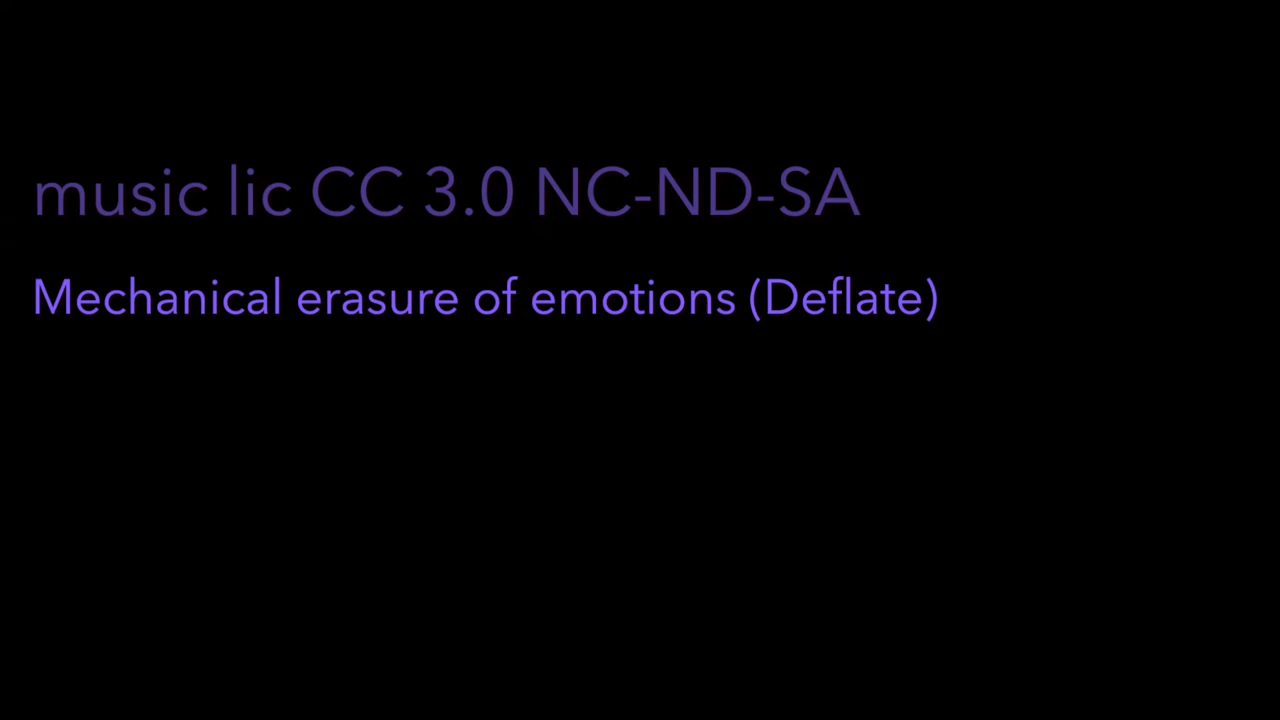 music lic CC 3.0 NC-ND-SA
Mechanical erasure of emotions (Deflate)